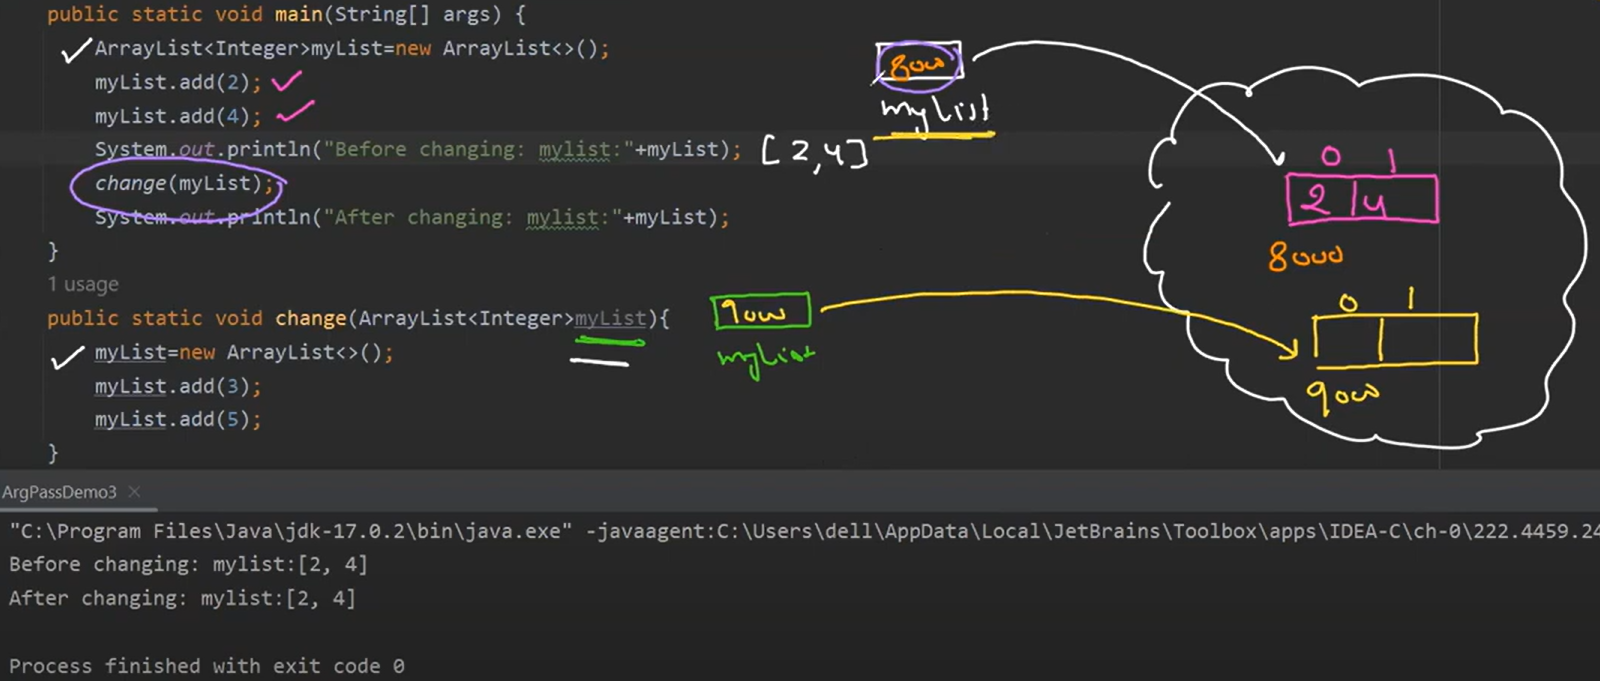 public static void main(String[] args) {
ArrayList<Integer>myList=new ArrayList<>();
8000
myList.add(2);
myList
myList.add(4);
System.out.println("Before changing: mylist:"+myList); [2,4]
0 1
change(myList);
2 4
System.out.println("After changing: mylist:"+myList);
}
8000
1 usage
0 1
public static void change(ArrayList<Integer>myList){
9000
myList=new ArrayList<>();
myList
myList.add(3);
9000
myList.add(5);
}
ArgPassDemo3
"C:\Program Files\Java\jdk-17.0.2\bin\java.exe" -javaagent:C:\Users\dell\AppData\Local\JetBrains\Toolbox\apps\IDEA-C\ch-0\222.4459.24
Before changing: mylist:[2, 4]
After changing: mylist:[2, 4]
Process finished with exit code 0